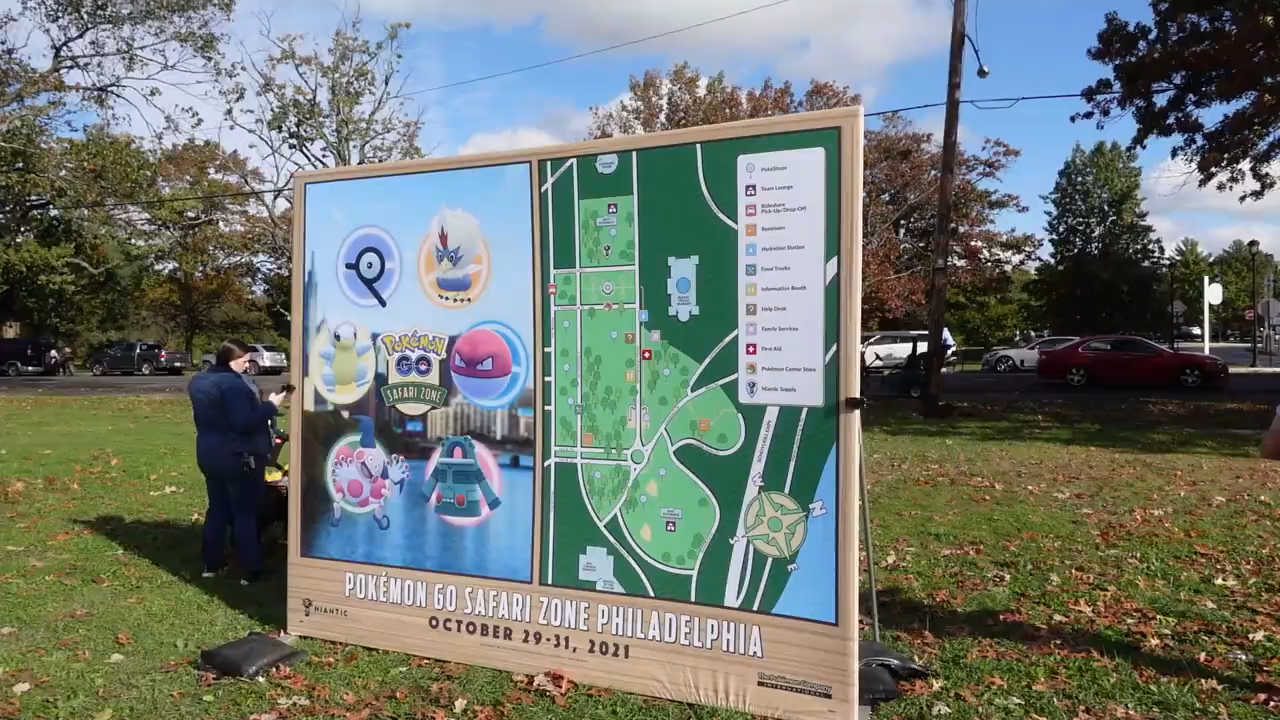 POKÉMON
GO
SAFARI ZONE
PokéStops
Team Lounge
Rideshare
Pick-Up/Drop-Off
Restroom
Hydration Station
Food Trucks
Information Booth
Help Desk
Family Services
First Aid
Pokémon Center Store
Niantic Supply
N
E
POKÉMON GO SAFARI ZONE PHILADELPHIA
OCTOBER 29-31, 2021
NIANTIC
The Pokémon Company
INTERNATIONAL